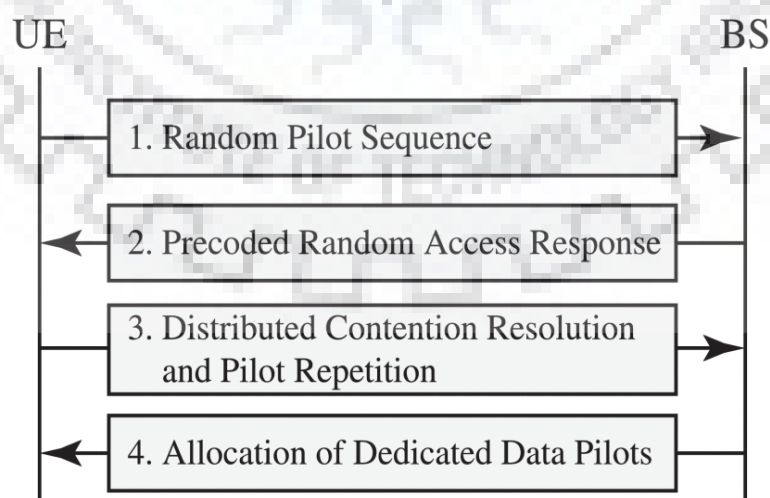 UE BS
1. Random Pilot Sequence
2. Precoded Random Access Response
3. Distributed Contention Resolution
and Pilot Repetition
4. Allocation of Dedicated Data Pilots